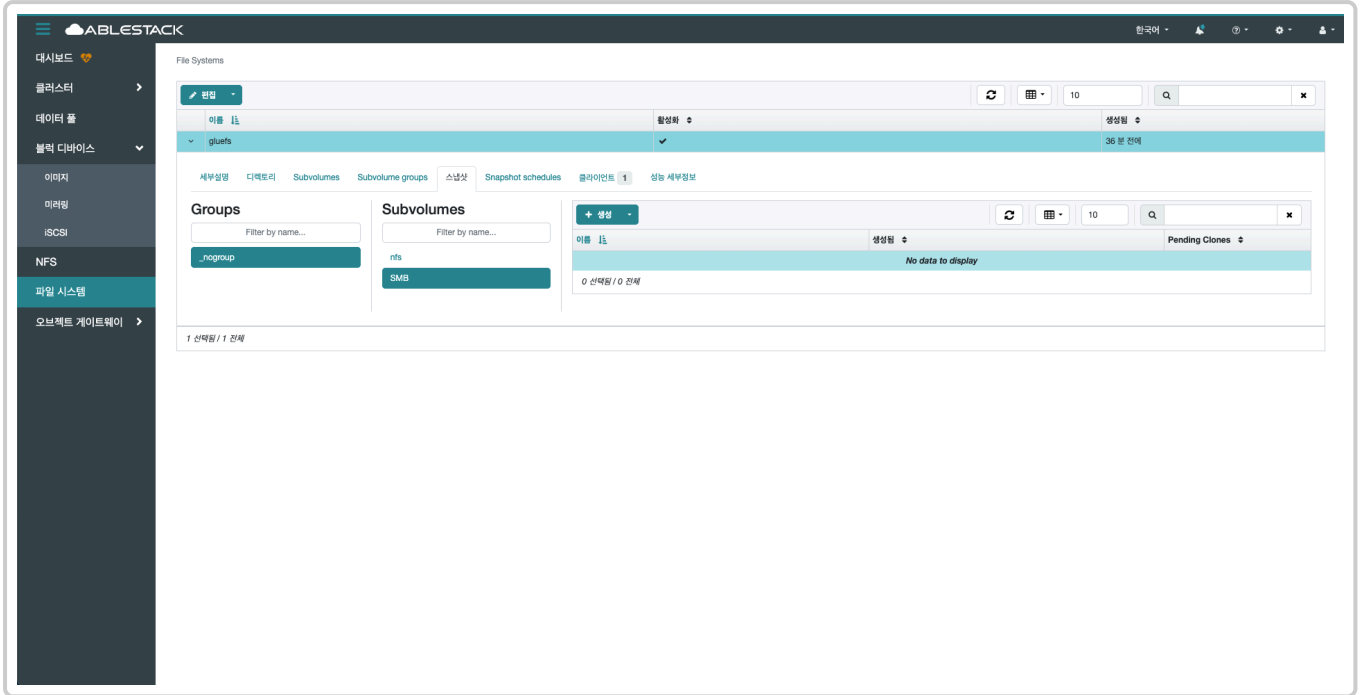 ABLESTACK
한국어
대시보드
클러스터
데이터 풀
블럭 디바이스
이미지
미러링
iSCSI
NFS
파일 시스템
오브젝트 게이트웨이
File Systems
편집
10
이름 활성화 생성됨
gluefs 36 분 전에
세부설명 디렉토리 Subvolumes Subvolume groups 스냅샷 Snapshot schedules 클라이언트 1 성능 세부정보
Groups
Filter by name...
_nogroup
Subvolumes
Filter by name...
nfs
SMB
생성
10
이름 생성됨 Pending Clones
No data to display
0 선택됨 / 0 전체
1 선택됨 / 1 전체